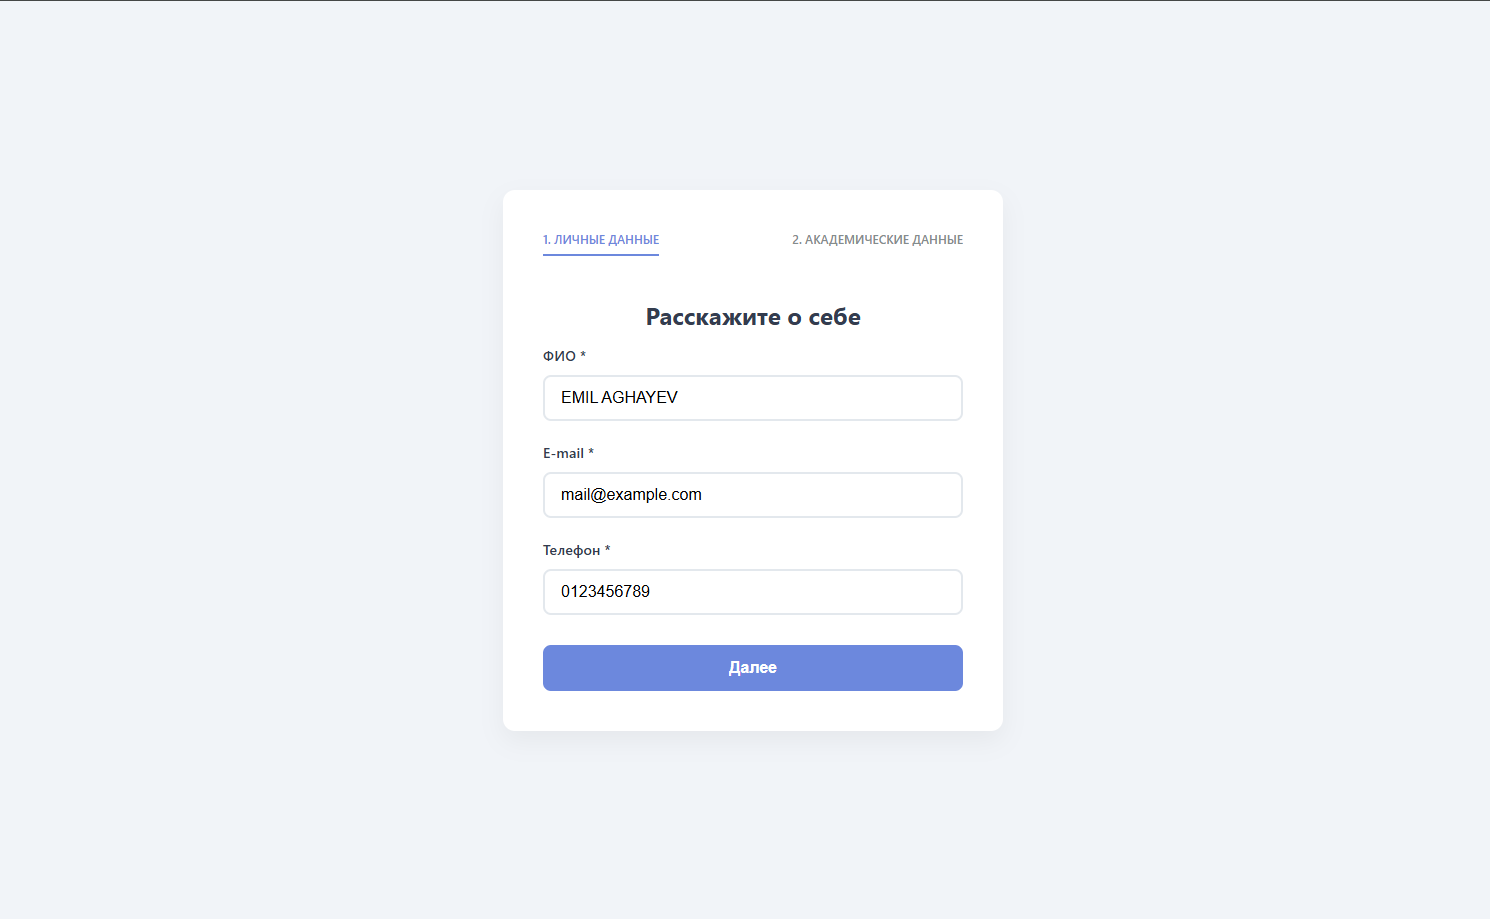 1. ЛИЧНЫЕ ДАННЫЕ
2. АКАДЕМИЧЕСКИЕ ДАННЫЕ
Расскажите о себе
ФИО *
EMIL AGHAYEV
E-mail *
mail@example.com
Телефон *
0123456789
Далее